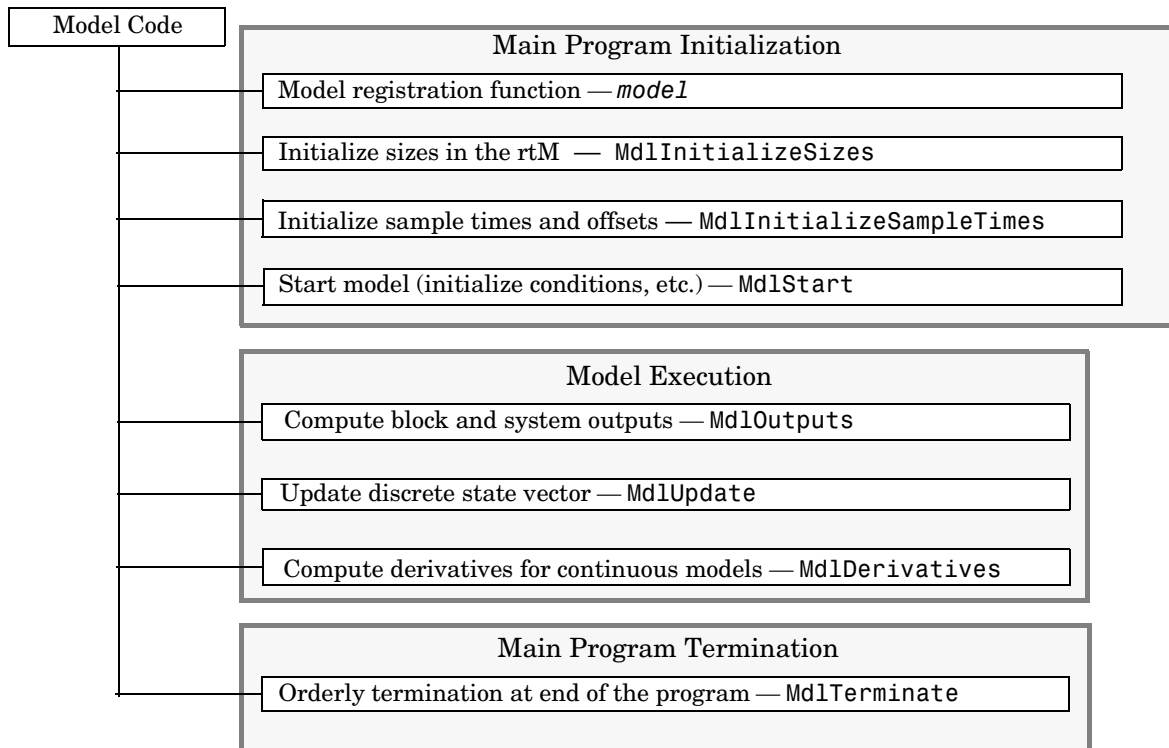 Model Code
Main Program Initialization
Model registration function — model
Initialize sizes in the rtM — MdlInitializeSizes
Initialize sample times and offsets — MdlInitializeSampleTimes
Start model (initialize conditions, etc.) — MdlStart
Model Execution
Compute block and system outputs — MdlOutputs
Update discrete state vector — MdlUpdate
Compute derivatives for continuous models — MdlDerivatives
Main Program Termination
Orderly termination at end of the program — MdlTerminate